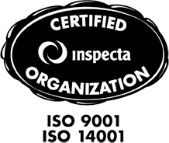 CERTIFIED
inspecta
ORGANIZATION
ISO 9001
ISO 14001